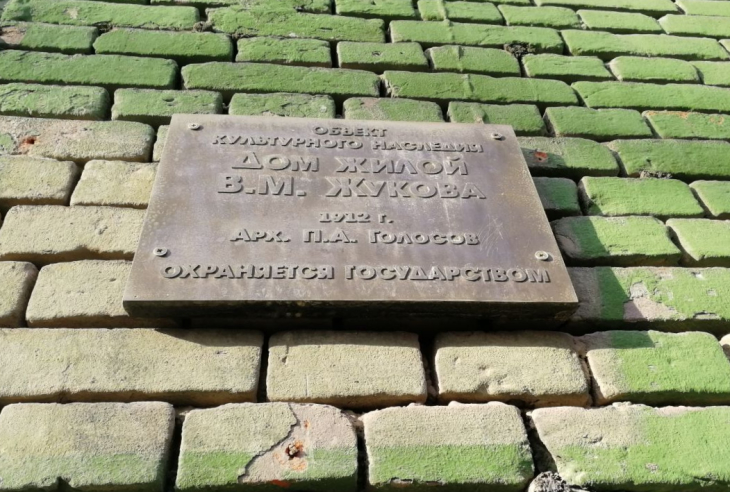 Объект
культурного наследия
Дом жилой
В.М. Жукова
1912 г.
Арх. П.А. Голосов
Охраняется государством